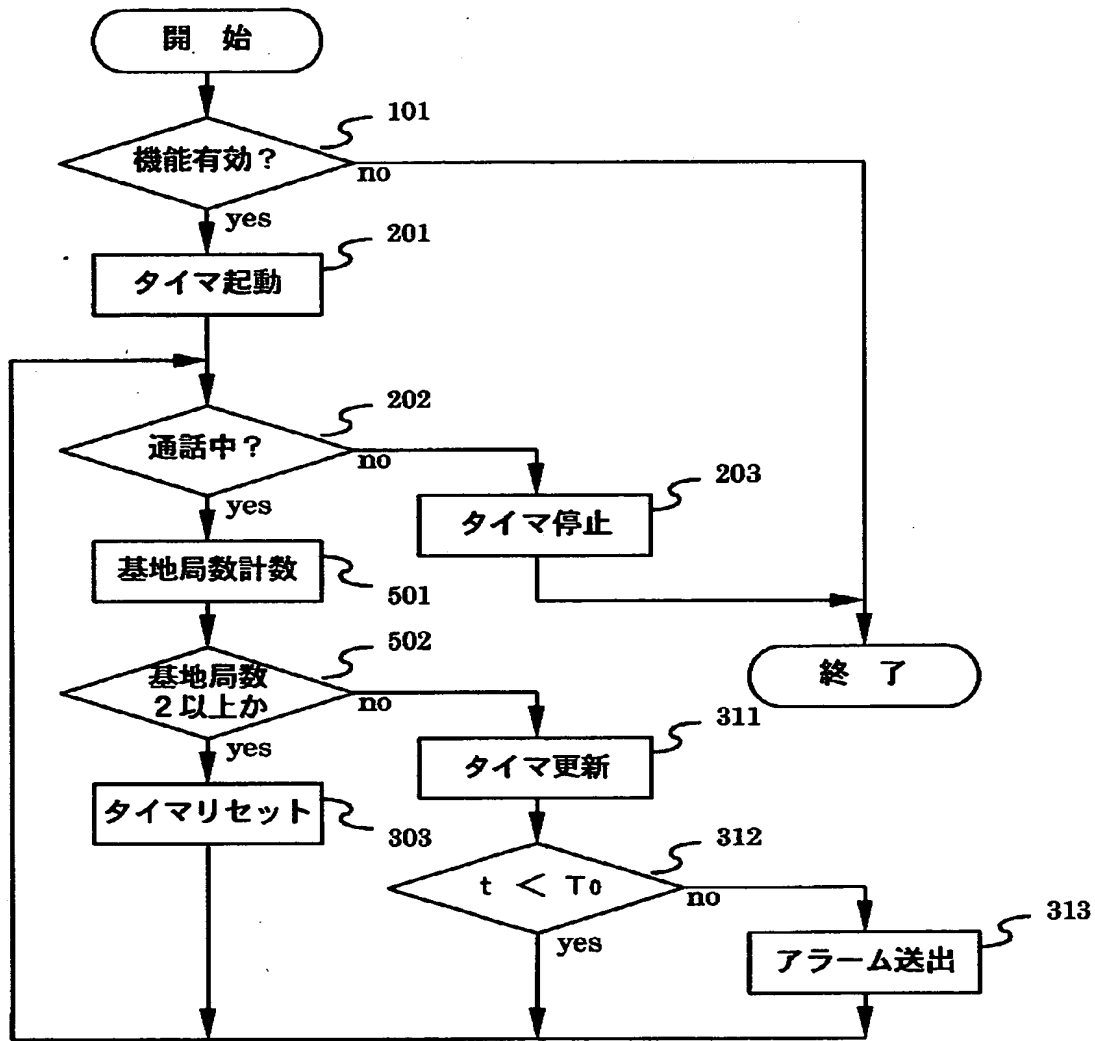 開 始
101
機能有効？
no
yes
201
タイマ起動
202
通話中？
no
yes
203
タイマ停止
基地局数計数
501
502
基地局数
２以上か
no
yes
終 了
311
タイマ更新
タイマリセット
303
312
t ＜ T0
no
yes
313
アラーム送出